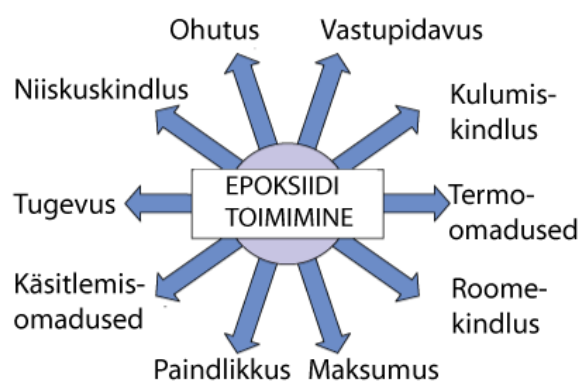 Ohutus
Vastupidavus
Niiskuskindlus
Kulumis-
kindlus
Tugevus
EPOKSIIDI
TOIMIMINE
Termo-
omadused
Käsitlemis-
omadused
Roome-
kindlus
Paindlikkus
Maksumus